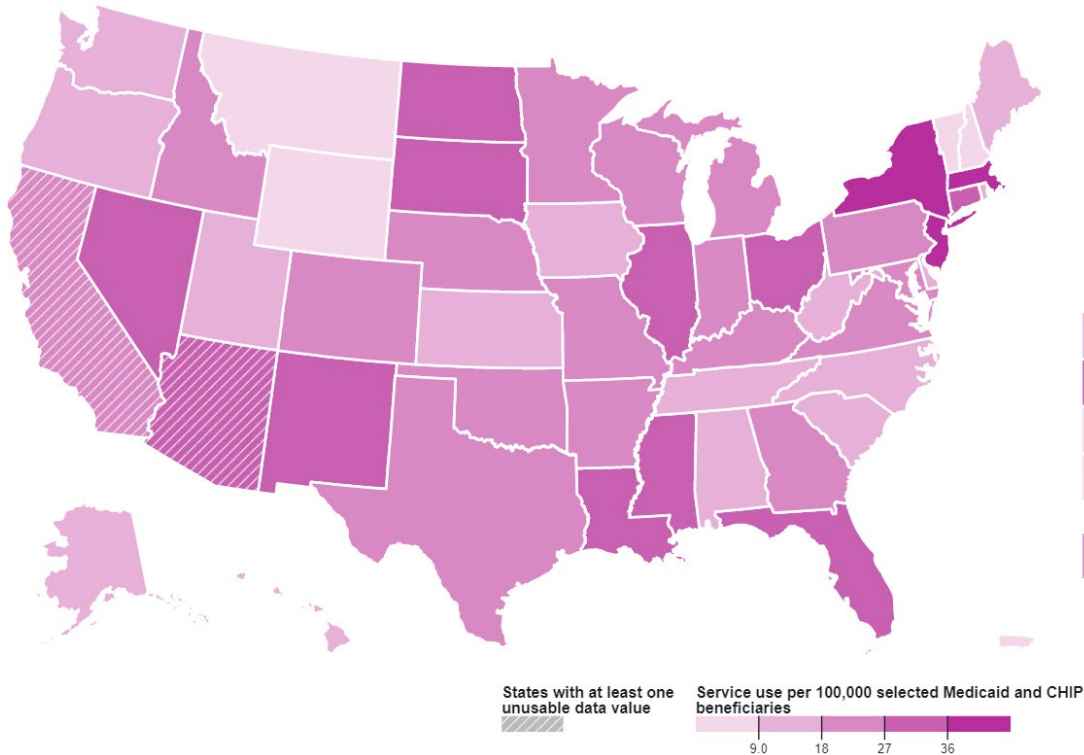 States with at least one
unusable data value
Service use per 100,000 selected Medicaid and CHIP
beneficiaries
9.0 18 27 36